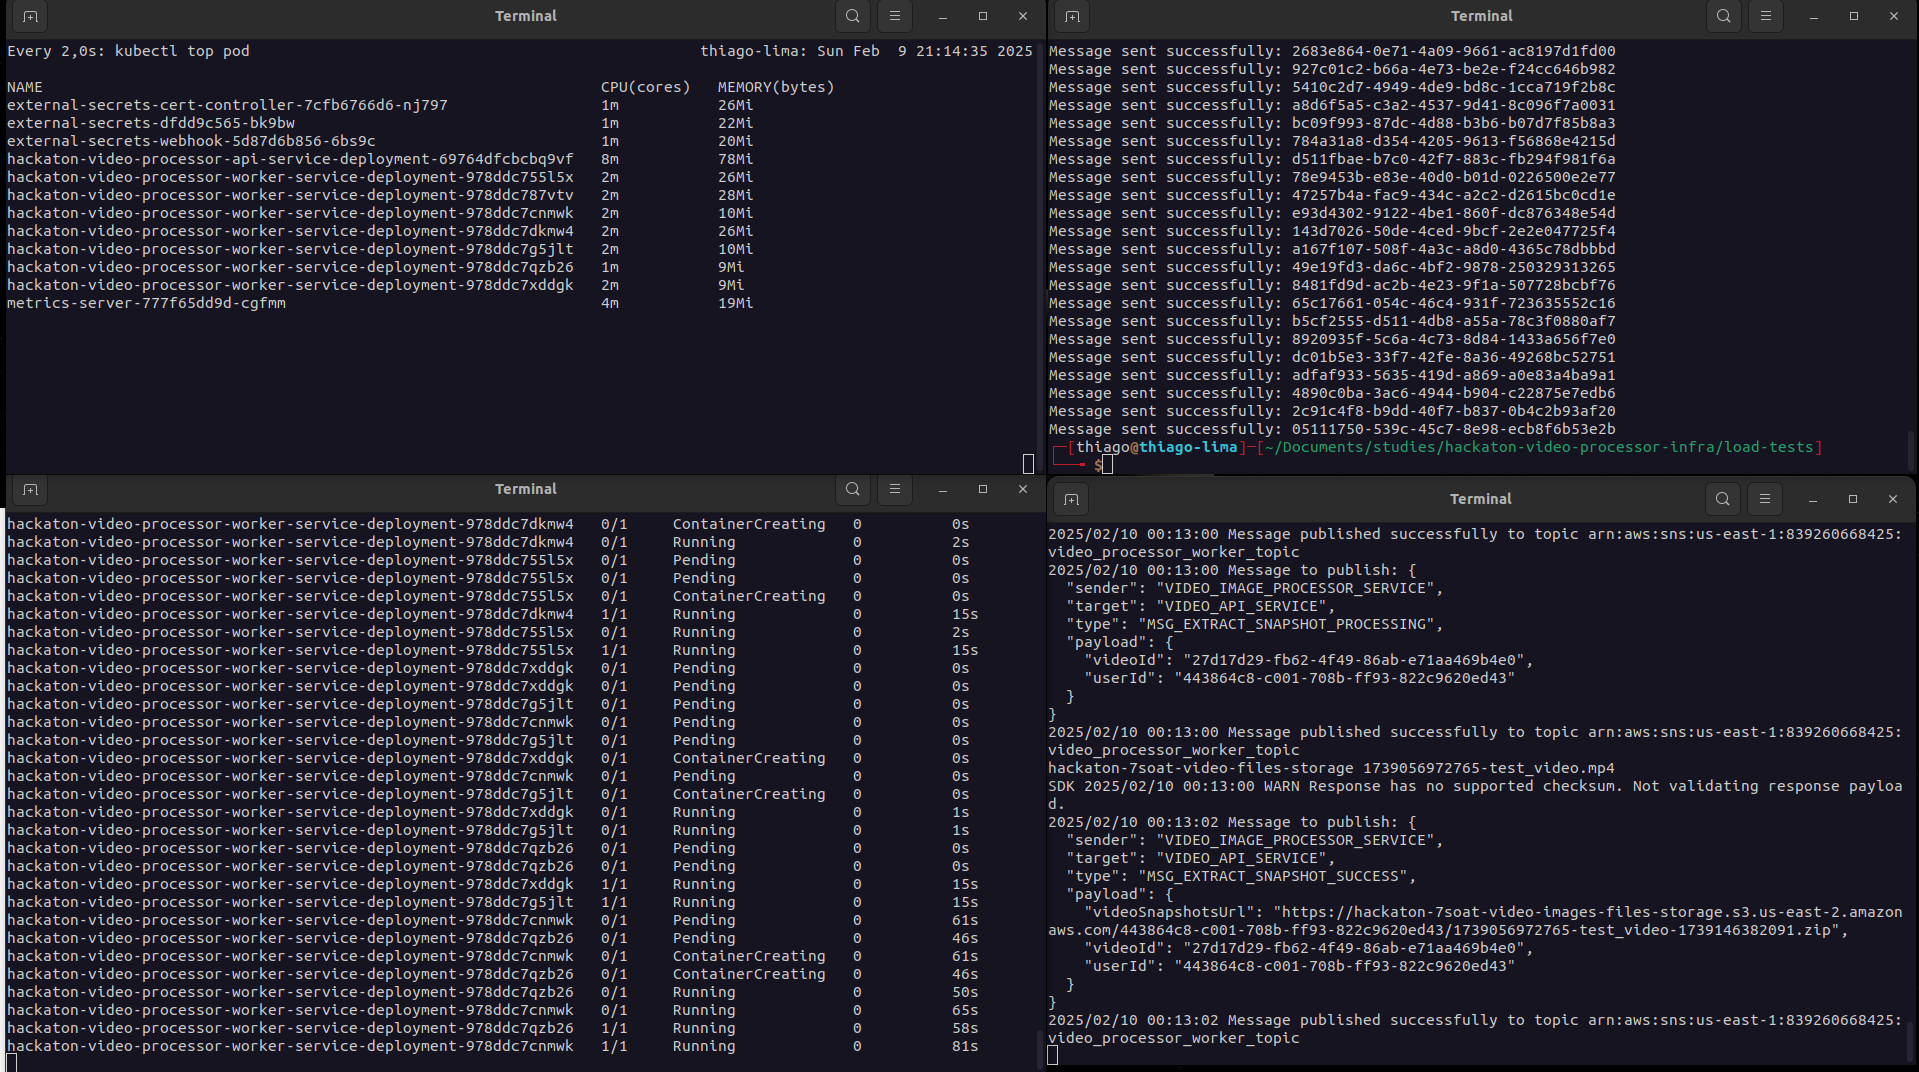 Terminal
Every 2,0s: kubectl top pod thiago-lima: Sun Feb  9 21:14:35 2025
NAME CPU(cores) MEMORY(bytes)
external-secrets-cert-controller-7cfb6766d6-nj797 1m 26Mi
external-secrets-dfdd9c565-bk9bw 1m 22Mi
external-secrets-webhook-5d87d6b856-6bs9c 1m 20Mi
hackaton-video-processor-api-service-deployment-69764dfcbcbq9vf 8m 78Mi
hackaton-video-processor-worker-service-deployment-978ddc755l5x 2m 26Mi
hackaton-video-processor-worker-service-deployment-978ddc787vtv 2m 28Mi
hackaton-video-processor-worker-service-deployment-978ddc7cnmwk 2m 10Mi
hackaton-video-processor-worker-service-deployment-978ddc7dkmw4 2m 26Mi
hackaton-video-processor-worker-service-deployment-978ddc7g5jlt 2m 10Mi
hackaton-video-processor-worker-service-deployment-978ddc7qzb26 1m 9Mi
hackaton-video-processor-worker-service-deployment-978ddc7xddgk 2m 9Mi
metrics-server-777f65dd9d-cgfmm 4m 19Mi
Terminal
Message sent successfully: 2683e864-0e71-4a09-9661-ac8197d1fd00
Message sent successfully: 927c01c2-b66a-4e73-be2e-f24cc646b982
Message sent successfully: 5410c2d7-4949-4de9-bd8c-1cca719f2b8c
Message sent successfully: a8d6f5a5-c3a2-4537-9d41-8c096f7a0031
Message sent successfully: bc09f993-87dc-4d88-b3b6-b07d7f85b8a3
Message sent successfully: 784a31a8-d354-4205-9613-f56868e4215d
Message sent successfully: d511fbae-b7c0-42f7-883c-fb294f981f6a
Message sent successfully: 78e9453b-e83e-40d0-b01d-0226500e2e77
Message sent successfully: 47257b4a-fac9-434c-a2c2-d2615bc0cd1e
Message sent successfully: e93d4302-9122-4be1-860f-dc876348e54d
Message sent successfully: 143d7026-50de-4ced-9bcf-2e2e047725f4
Message sent successfully: a167f107-508f-4a3c-a8d0-4365c78dbbbd
Message sent successfully: 49e19fd3-da6c-4bf2-9878-250329313265
Message sent successfully: 8481fd9d-ac2b-4e23-9f1a-507728bcbf76
Message sent successfully: 65c17661-054c-46c4-931f-723635552c16
Message sent successfully: b5cf2555-d511-4db8-a55a-78c3f0880af7
Message sent successfully: 8920935f-5c6a-4c73-8d84-1433a656f7e0
Message sent successfully: dc01b5e3-33f7-42fe-8a36-49268bc52751
Message sent successfully: adfaf933-5635-419d-a869-a0e83a4ba9a1
Message sent successfully: 4890c0ba-3ac6-4944-b904-c22875e7edb6
Message sent successfully: 2c91c4f8-b9dd-40f7-b837-0b4c2b93af20
Message sent successfully: 05111750-539c-45c7-8e98-ecb8f6b53e2b
[thiago@thiago-lima]-[~/Documents/studies/hackaton-video-processor-infra/load-tests]
$
Terminal
hackaton-video-processor-worker-service-deployment-978ddc7dkmw4 0/1 ContainerCreating 0 0s
hackaton-video-processor-worker-service-deployment-978ddc7dkmw4 0/1 Running 0 2s
hackaton-video-processor-worker-service-deployment-978ddc755l5x 0/1 Pending 0 0s
hackaton-video-processor-worker-service-deployment-978ddc755l5x 0/1 Pending 0 0s
hackaton-video-processor-worker-service-deployment-978ddc755l5x 0/1 ContainerCreating 0 0s
hackaton-video-processor-worker-service-deployment-978ddc7dkmw4 1/1 Running 0 15s
hackaton-video-processor-worker-service-deployment-978ddc755l5x 0/1 Running 0 2s
hackaton-video-processor-worker-service-deployment-978ddc755l5x 1/1 Running 0 15s
hackaton-video-processor-worker-service-deployment-978ddc7xddgk 0/1 Pending 0 0s
hackaton-video-processor-worker-service-deployment-978ddc7xddgk 0/1 Pending 0 0s
hackaton-video-processor-worker-service-deployment-978ddc7g5jlt 0/1 Pending 0 0s
hackaton-video-processor-worker-service-deployment-978ddc7cnmwk 0/1 Pending 0 0s
hackaton-video-processor-worker-service-deployment-978ddc7g5jlt 0/1 Pending 0 0s
hackaton-video-processor-worker-service-deployment-978ddc7xddgk 0/1 ContainerCreating 0 0s
hackaton-video-processor-worker-service-deployment-978ddc7cnmwk 0/1 Pending 0 0s
hackaton-video-processor-worker-service-deployment-978ddc7g5jlt 0/1 ContainerCreating 0 0s
hackaton-video-processor-worker-service-deployment-978ddc7xddgk 0/1 Running 0 1s
hackaton-video-processor-worker-service-deployment-978ddc7g5jlt 0/1 Running 0 1s
hackaton-video-processor-worker-service-deployment-978ddc7qzb26 0/1 Pending 0 0s
hackaton-video-processor-worker-service-deployment-978ddc7qzb26 0/1 Pending 0 0s
hackaton-video-processor-worker-service-deployment-978ddc7xddgk 1/1 Running 0 15s
hackaton-video-processor-worker-service-deployment-978ddc7g5jlt 1/1 Running 0 15s
hackaton-video-processor-worker-service-deployment-978ddc7cnmwk 0/1 Pending 0 61s
hackaton-video-processor-worker-service-deployment-978ddc7qzb26 0/1 Pending 0 46s
hackaton-video-processor-worker-service-deployment-978ddc7cnmwk 0/1 ContainerCreating 0 61s
hackaton-video-processor-worker-service-deployment-978ddc7qzb26 0/1 ContainerCreating 0 46s
hackaton-video-processor-worker-service-deployment-978ddc7qzb26 0/1 Running 0 50s
hackaton-video-processor-worker-service-deployment-978ddc7cnmwk 0/1 Running 0 65s
hackaton-video-processor-worker-service-deployment-978ddc7qzb26 1/1 Running 0 58s
hackaton-video-processor-worker-service-deployment-978ddc7cnmwk 1/1 Running 0 81s
Terminal
2025/02/10 00:13:00 Message published successfully to topic arn:aws:sns:us-east-1:839260668425:
video_processor_worker_topic
2025/02/10 00:13:00 Message to publish: {
"sender": "VIDEO_IMAGE_PROCESSOR_SERVICE",
"target": "VIDEO_API_SERVICE",
"type": "MSG_EXTRACT_SNAPSHOT_PROCESSING",
"payload": {
"videoId": "27d17d29-fb62-4f49-86ab-e71aa469b4e0",
"userId": "443864c8-c001-708b-ff93-822c9620ed43"
}
}
2025/02/10 00:13:00 Message published successfully to topic arn:aws:sns:us-east-1:839260668425:
video_processor_worker_topic
hackaton-7soat-video-files-storage 1739056972765-test_video.mp4
SDK 2025/02/10 00:13:00 WARN Response has no supported checksum. Not validating response payloa
d.
2025/02/10 00:13:02 Message to publish: {
"sender": "VIDEO_IMAGE_PROCESSOR_SERVICE",
"target": "VIDEO_API_SERVICE",
"type": "MSG_EXTRACT_SNAPSHOT_SUCCESS",
"payload": {
"videoSnapshotsUrl": "https://hackaton-7soat-video-images-files-storage.s3.us-east-2.amazon
aws.com/443864c8-c001-708b-ff93-822c9620ed43/1739056972765-test_video-1739146382091.zip",
"videoId": "27d17d29-fb62-4f49-86ab-e71aa469b4e0",
"userId": "443864c8-c001-708b-ff93-822c9620ed43"
}
}
2025/02/10 00:13:02 Message published successfully to topic arn:aws:sns:us-east-1:839260668425:
video_processor_worker_topic